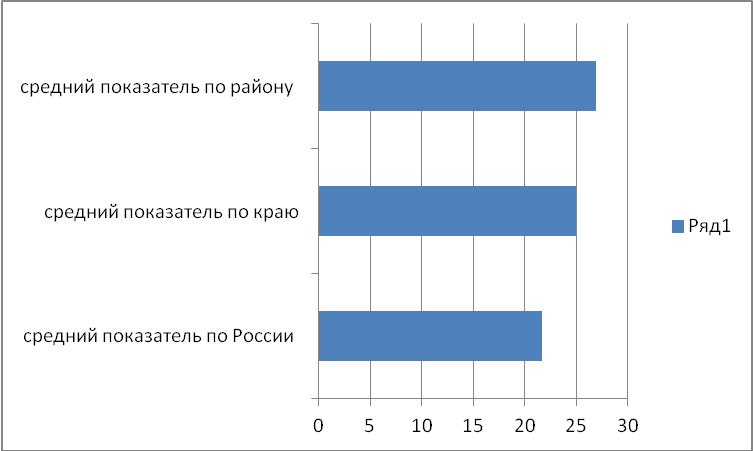 средний показатель по району
средний показатель по краю
средний показатель по России
0 5 10 15 20 25 30
Ряд1